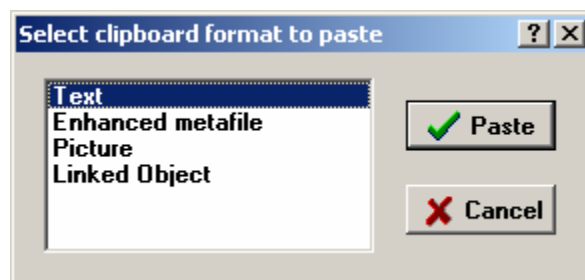 Select clipboard format to paste
?
Text
Enhanced metafile
Picture
Linked Object
Paste
Cancel